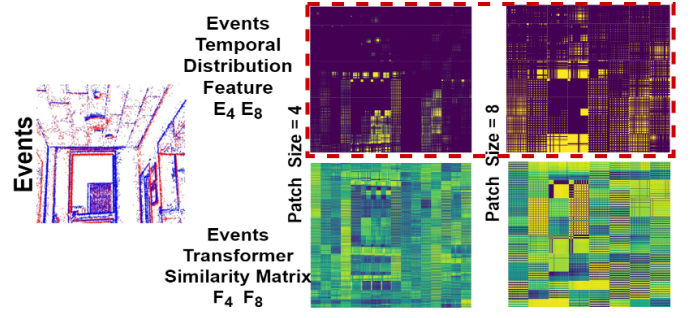 Events
Events
Temporal
Distribution
Feature
E4 E8
Patch Size = 4
Patch Size = 8
Events
Transformer
Similarity Matrix
F4 F8